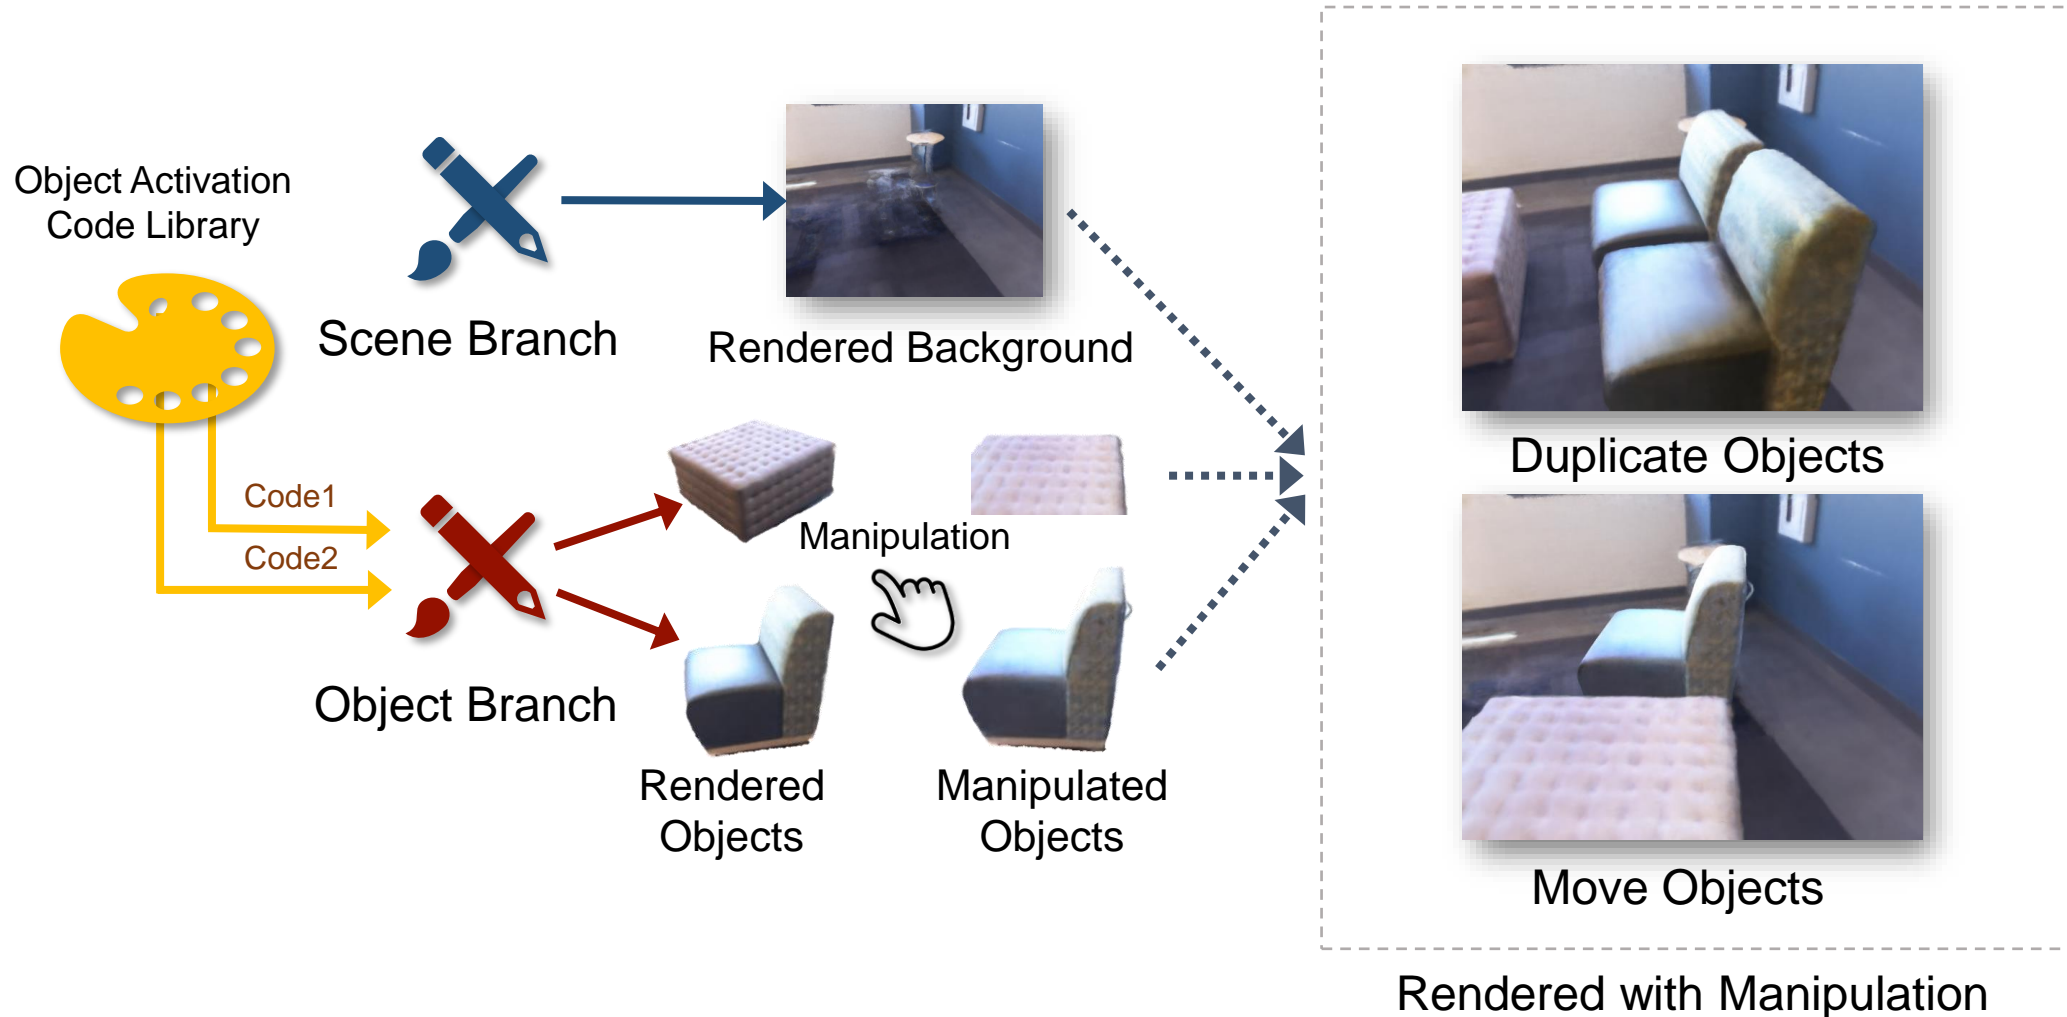 Object Activation
Code Library
Scene Branch
Rendered Background
Code1
Code2
Object Branch
Manipulation
Rendered
Objects
Manipulated
Objects
Duplicate Objects
Move Objects
Rendered with Manipulation